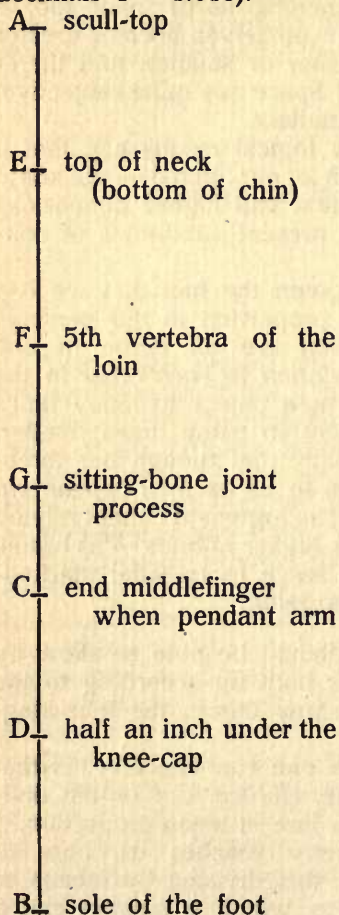 A scull-top
E top of neck
(bottom of chin)
F 5th vertebra of the
loin
G sitting-bone joint
process
C end middlefinger
when pendant arm
D half an inch under the
knee-cap
B sole of the foot